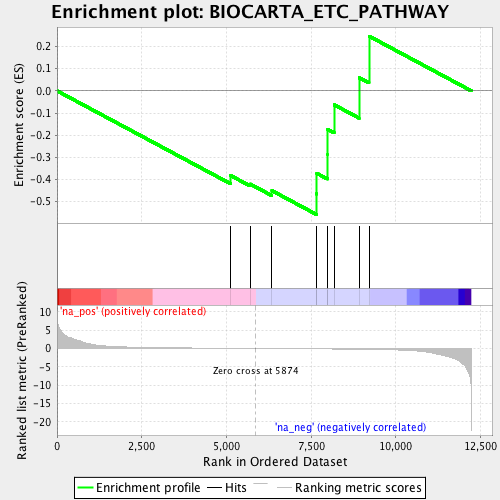 Enrichment plot: BIOCARTA_ETC_PATHWAY
Enrichment score (ES)
0.2
0.1
0.0
-0.1
-0.2
-0.3
-0.4
-0.5
'na_pos' (positively correlated)
Ranked list metric (PreRanked)
10
5
0
-5
-10
-15
-20
Zero cross at 5874
'na_neg' (negatively correlated)
0
2,500
5,000
7,500
10,000
12,500
Rank in Ordered Dataset
Enrichment profile
Hits
Ranking metric scores